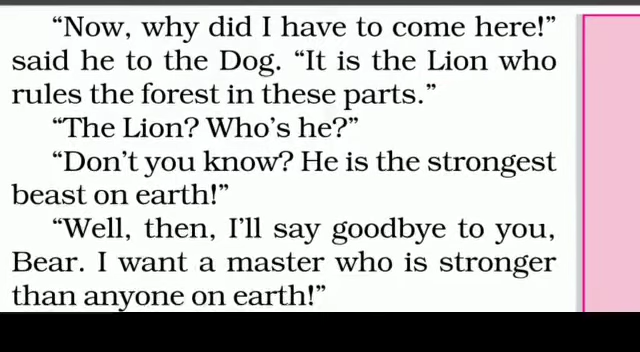 “Now, why did I have to come here!”
said he to the Dog. “It is the Lion who
rules the forest in these parts.”
“The Lion? Who’s he?”
“Don’t you know? He is the strongest
beast on earth!”
“Well, then, I’ll say goodbye to you,
Bear. I want a master who is stronger
than anyone on earth!”